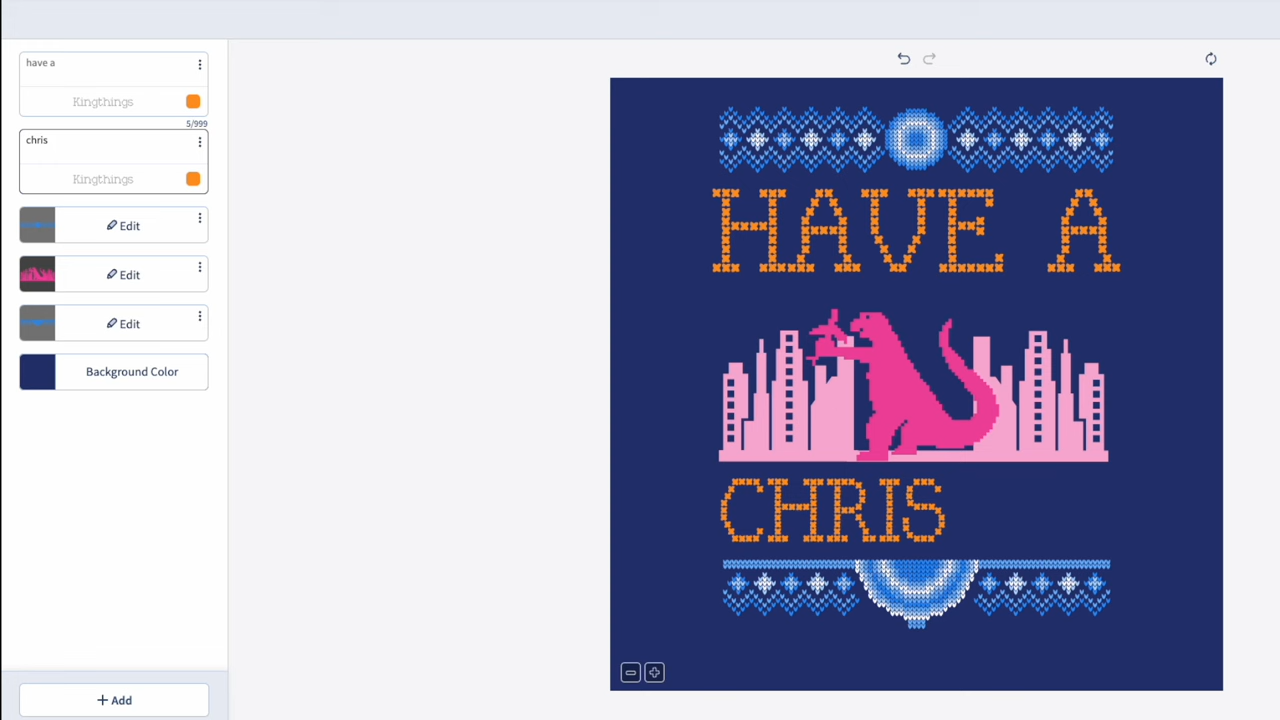 have a
Kingthings
5/999
chris
Kingthings
Edit
Edit
Edit
Background Color
+ Add
HAVE A
CHRIS